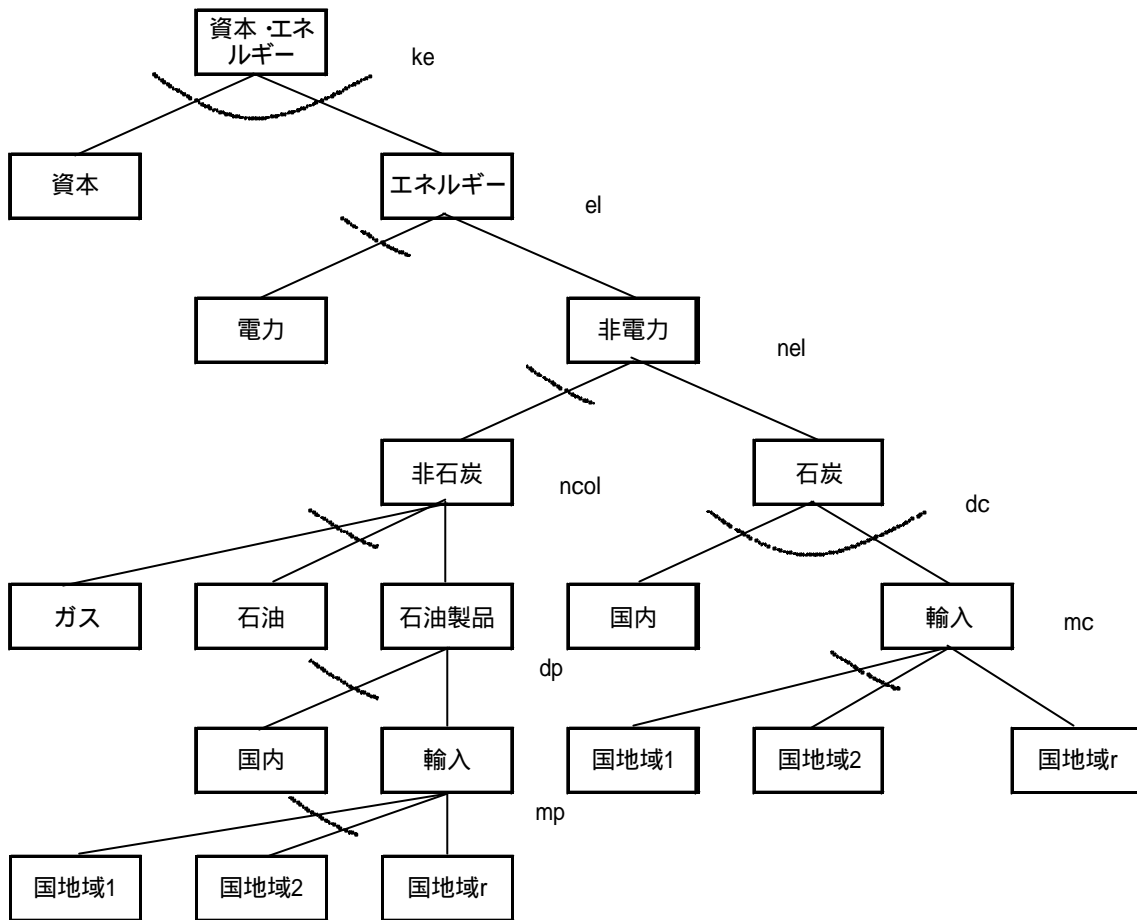 資本・エネ
ルギー
ke
資本
エネルギー
el
電力
非電力
nel
非石炭
石炭
ncol
dc
ガス
石油
石油製品
国内
輸入
mc
dp
国内
輸入
国地域1
国地域2
国地域r
mp
国地域1
国地域2
国地域r